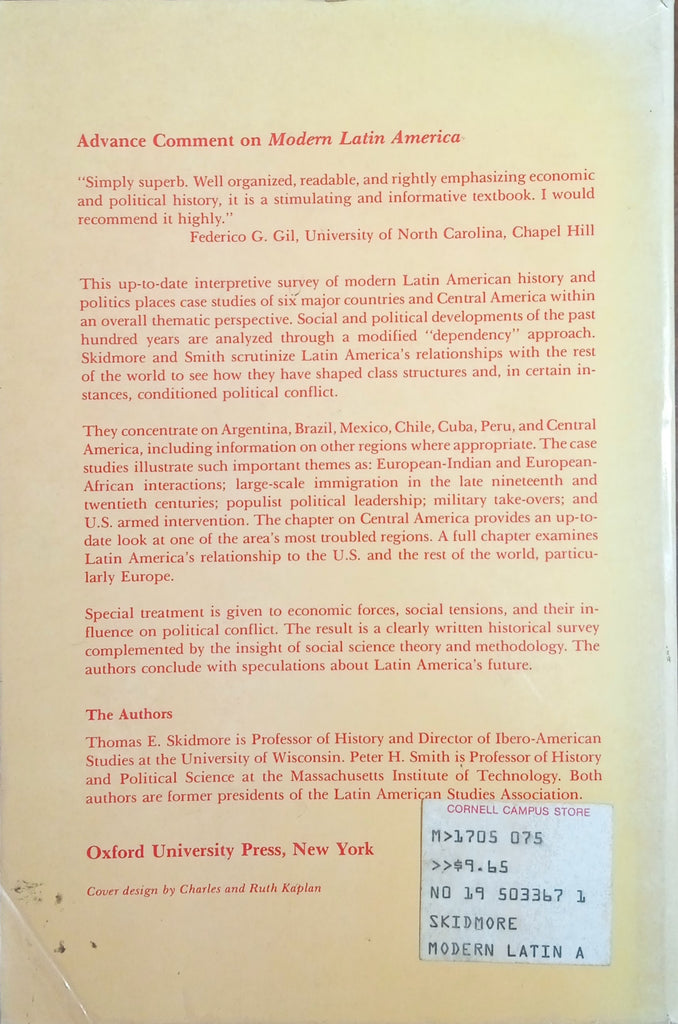 Advance Comment on Modern Latin America
"Simply superb. Well organized, readable, and rightly emphasizing economic
and political history, it is a stimulating and informative textbook. I would
recommend it highly."
Federico G. Gil, University of North Carolina, Chapel Hill
This up-to-date interpretive survey of modern Latin American history and
politics places case studies of six major countries and Central America within
an overall thematic perspective. Social and political developments of the past
hundred years are analyzed through a modified "dependency" approach.
Skidmore and Smith scrutinize Latin America's relationships with the rest
of the world to see how they have shaped class structures and, in certain in-
stances, conditioned political conflict.
They concentrate on Argentina, Brazil, Mexico, Chile, Cuba, Peru, and Central
America, including information on other regions where appropriate. The case
studies illustrate such important themes as: European-Indian and European-
African interactions; large-scale immigration in the late nineteenth and
twentieth centuries; populist political leadership; military take-overs; and
U.S. armed intervention. The chapter on Central America provides an up-to-
date look at one of the area's most troubled regions. A full chapter examines
Latin America's relationship to the U.S. and the rest of the world, particu-
larly Europe.
Special treatment is given to economic forces, social tensions, and their in-
fluence on political conflict. The result is a clearly written historical survey
complemented by the insight of social science theory and methodology. The
authors conclude with speculations about Latin America's future.
The Authors
Thomas E. Skidmore is Professor of History and Director of Ibero-American
Studies at the University of Wisconsin. Peter H. Smith is Professor of History
and Political Science at the Massachusetts Institute of Technology. Both
authors are former presidents of the Latin American Studies Association.
Oxford University Press, New York
Cover design by Charles and Ruth Kaplan
CORNELL CAMPUS STORE
M>1705 075
>>$9.65
NO 19 503367 1
SKIDMORE
MODERN LATIN A